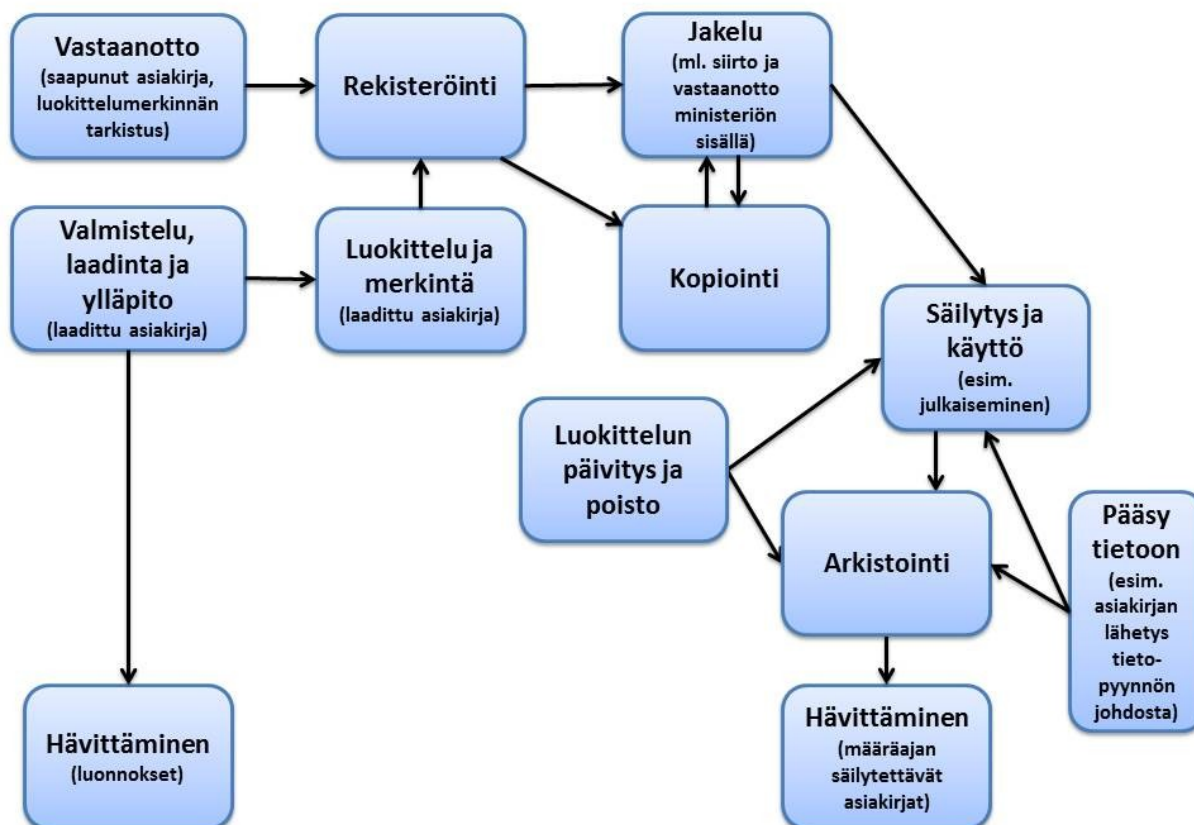 Vastaanotto
(saapunut asiakirja,
luokittelumerkinnän
tarkistus)
Rekisteröinti
Jakelu
(ml. siirto ja
vastaanotto
ministeriön
sisällä)
Valmistelu,
laadinta ja
ylläpito
(laadittu asiakirja)
Luokittelu ja
merkintä
(laadittu asiakirja)
Kopiointi
Säilytys ja
käyttö
(esim.
julkaiseminen)
Luokittelun
päivitys ja
poisto
Arkistointi
Pääsy
tietoon
(esim.
asiakirjan
lähetys
tieto-
pyynnön
johdosta)
Hävittäminen
(luonnokset)
Hävittäminen
(määräajan
säilytettävät
asiakirjat)